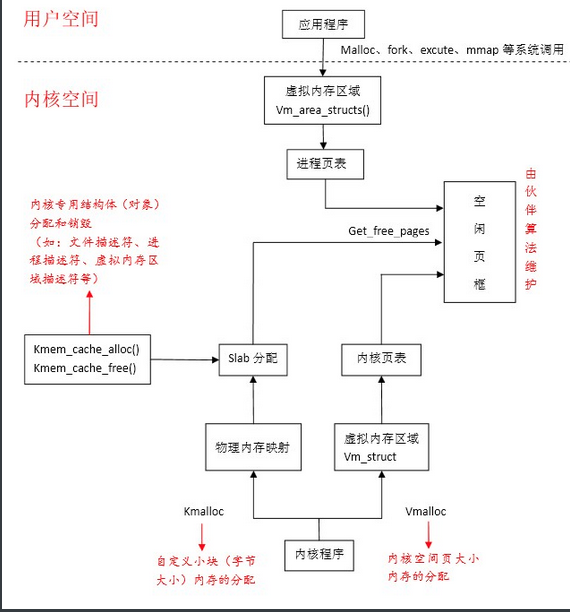 用户空间
应用程序
Malloc、fork、excute、mmap 等系统调用
内核空间
虚拟内存区域
Vm_area_structs()
进程页表
由
伙
伴
算
法
维
护
空
闲
页
框
内核专用结构体（对象）
分配和销毁
（如：文件描述符、进
程描述符、虚拟内存区
域描述符等）
Get_free_pages
Kmem_cache_alloc()
Kmem_cache_free()
Slab 分配
内核页表
物理内存映射
虚拟内存区域
Vm_struct
Kmalloc
Vmalloc
自定义小块（字节
大小）内存的分配
内核程序
内核空间页大小
内存的分配